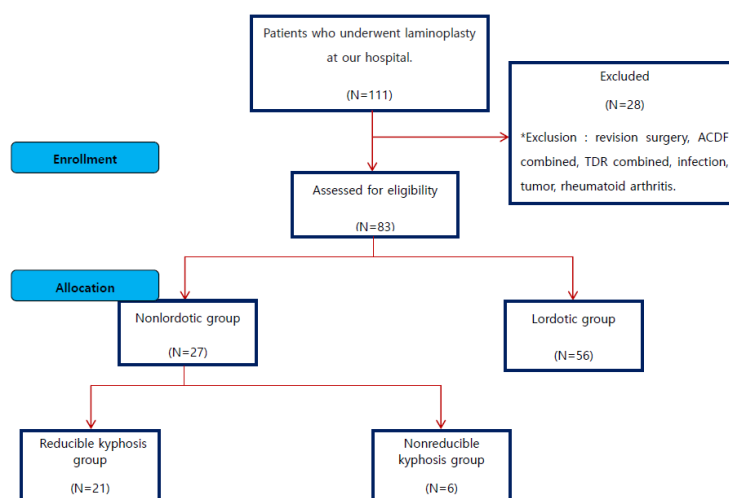 Patients who underwent laminoplasty
at our hospital.
(N=111)
Excluded
(N=28)
*Exclusion : revision surgery, ACDF
combined, TDR combined, infection,
tumor, rheumatoid arthritis.
Enrollment
Assessed for eligibility
(N=83)
Allocation
Nonlordotic group
(N=27)
Lordotic group
(N=56)
Reducible kyphosis
group
(N=21)
Nonreducible
kyphosis group
(N=6)